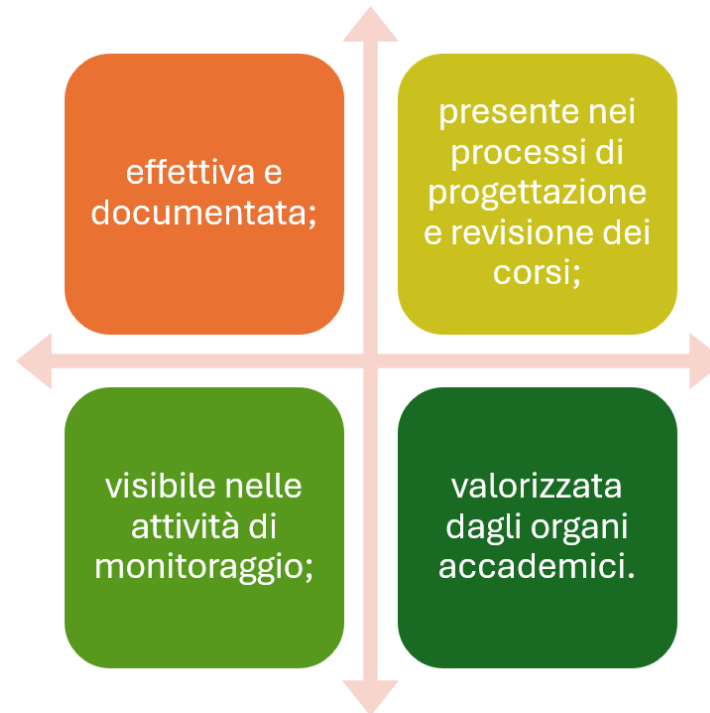 effettiva e
documentata;
presente nei
processi di
progettazione
e revisione dei
corsi;
visibile nelle
attività di
monitoraggio;
valorizzata
dagli organi
accademici.